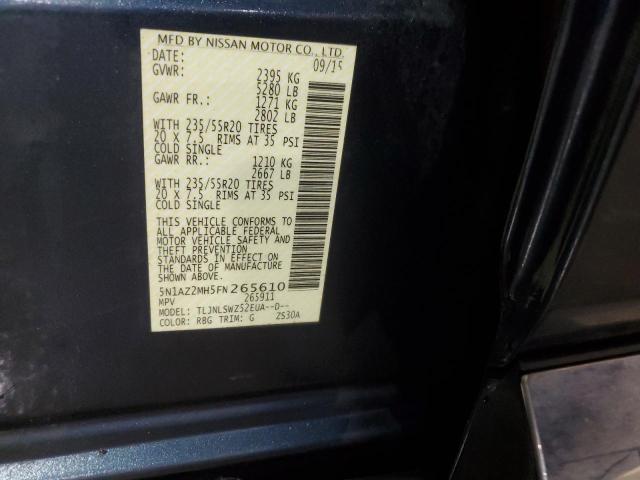 MFD BY NISSAN MOTOR CO., LTD.
DATE: 09/15
GVWR: 2395 KG
5280 LB
GAWR FR.: 1271 KG
2802 LB
WITH 235/55R20 TIRES
20 X 7.5 RIMS AT 35 PSI
COLD SINGLE
GAWR RR.: 1210 KG
2667 LB
WITH 235/55R20 TIRES
20 X 7.5 RIMS AT 35 PSI
COLD SINGLE
THIS VEHICLE CONFORMS TO
ALL APPLICABLE FEDERAL
MOTOR VEHICLE SAFETY AND
THEFT PREVENTION
STANDARDS IN EFFECT ON
THE DATE OF MANUFACTURE
SHOWN ABOVE.
5N1AZ2MH5FN265610
MPV 265911
MODEL: TLJNLSWZ52EUA--D--
COLOR: RBG TRIM: G ZS30A